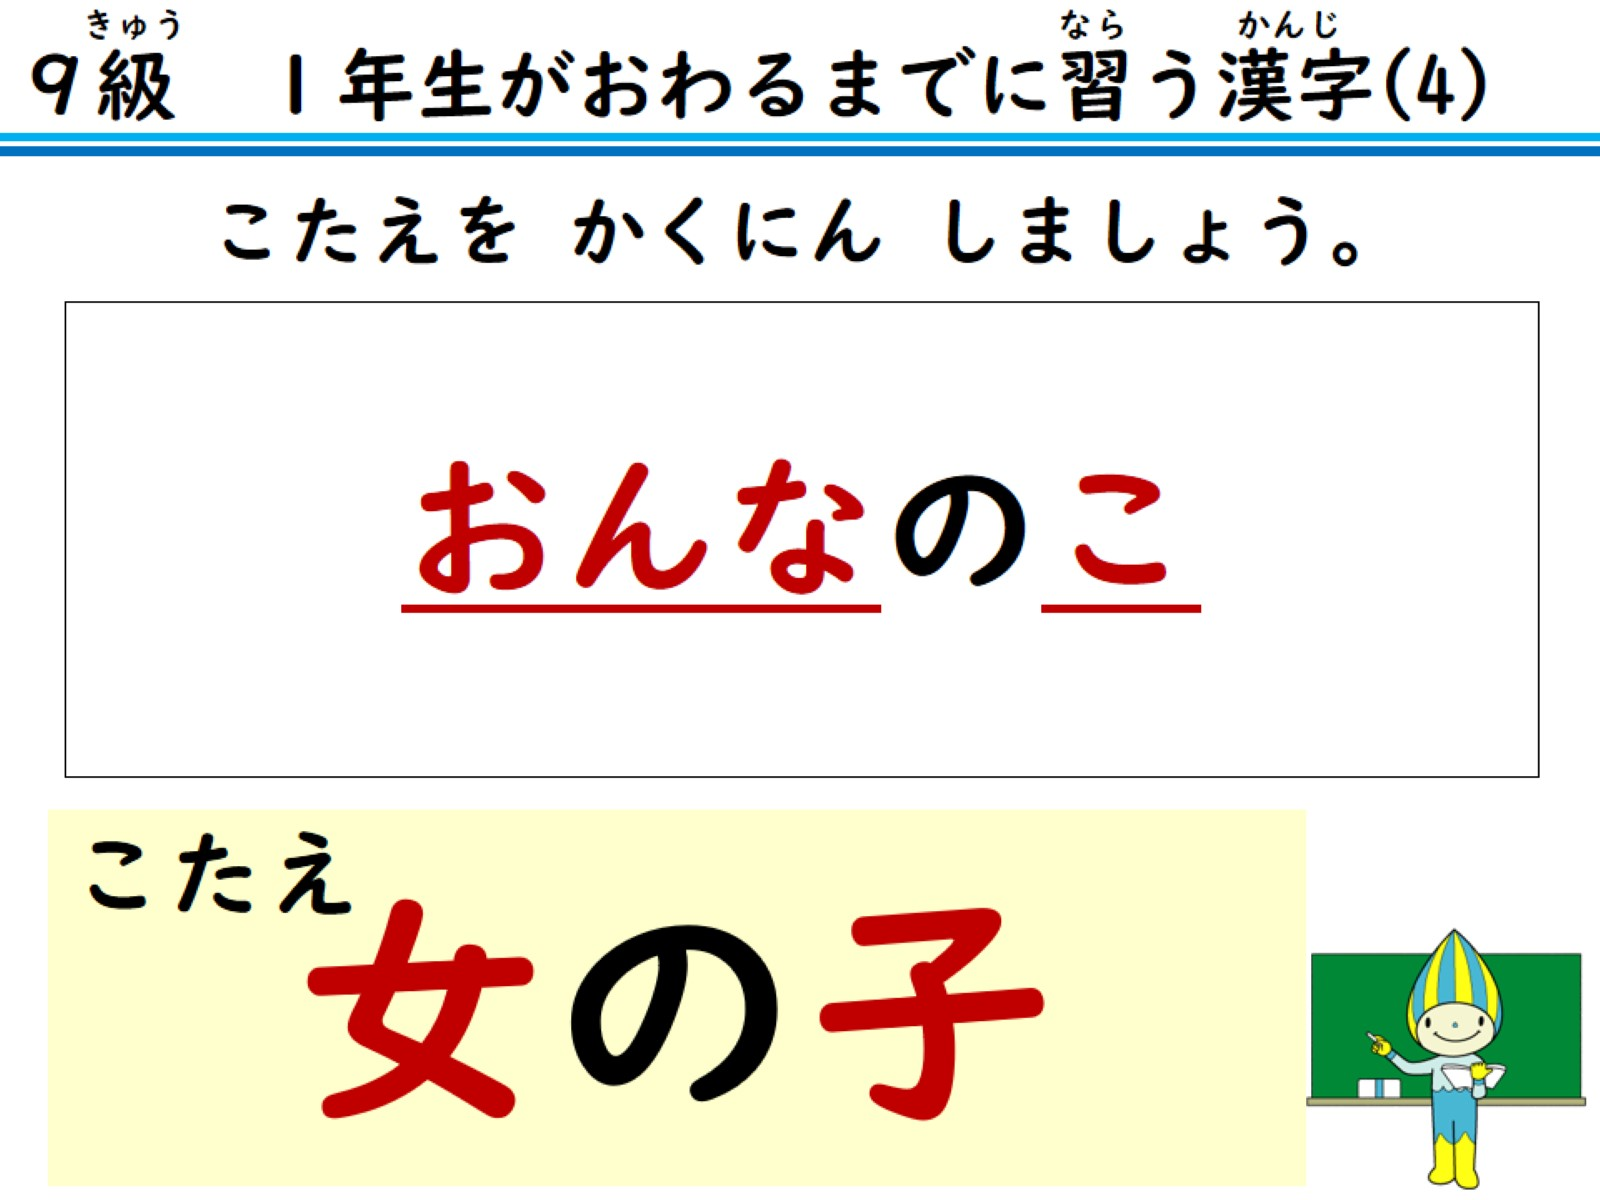 きゅう なら かんじ
9級 1年生がおわるまでに習う漢字(4)
こたえを かくにん しましょう。
おんなのこ
こたえ
女の子